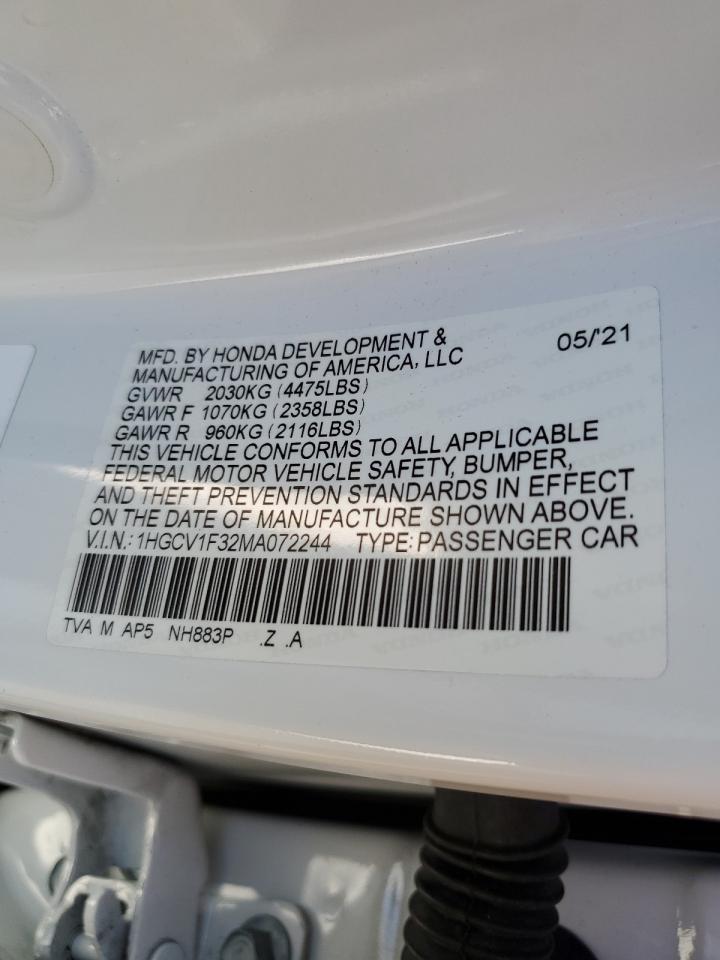 MFD. BY HONDA DEVELOPMENT & 05/'21
MANUFACTURING OF AMERICA, LLC
GVWR 2030KG (4475LBS)
GAWR F 1070KG (2358LBS)
GAWR R 960KG (2116LBS)
THIS VEHICLE CONFORMS TO ALL APPLICABLE
FEDERAL MOTOR VEHICLE SAFETY, BUMPER,
AND THEFT PREVENTION STANDARDS IN EFFECT
ON THE DATE OF MANUFACTURE SHOWN ABOVE.
V.I.N.: 1HGCV1F32MA072244 TYPE: PASSENGER CAR
TVA M AP5 NH883P .Z .A